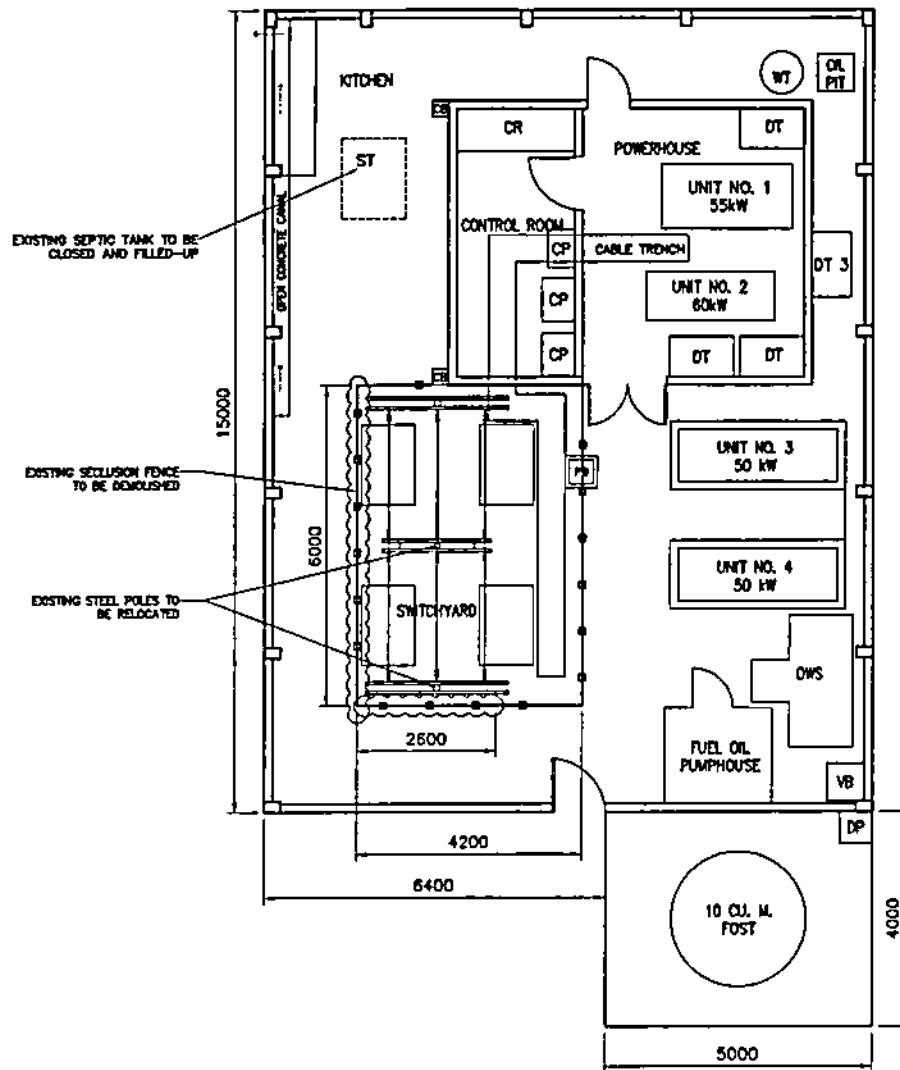 KITCHEN
WT
OIL
PIT
CB
CR
DT
POWERHOUSE
ST
UNIT NO. 1
55kW
EXISTING SEPTIC TANK TO BE
CLOSED AND FILLED-UP
OPEN CONCRETE CANAL
CONTROL ROOM
CP
CABLE TRENCH
DT 3
UNIT NO. 2
60kW
CP
CP
DT
DT
CB
15000
EXISTING SECLUSION FENCE
TO BE DEMOLISHED
6000
UNIT NO. 3
50 kW
UNIT NO. 4
50 kW
EXISTING STEEL POLES TO
BE RELOCATED
SWITCHYARD
OWS
2600
FUEL OIL
PUMPHOUSE
VB
DP
4200
6400
10 CU. M.
FOST
4000
5000